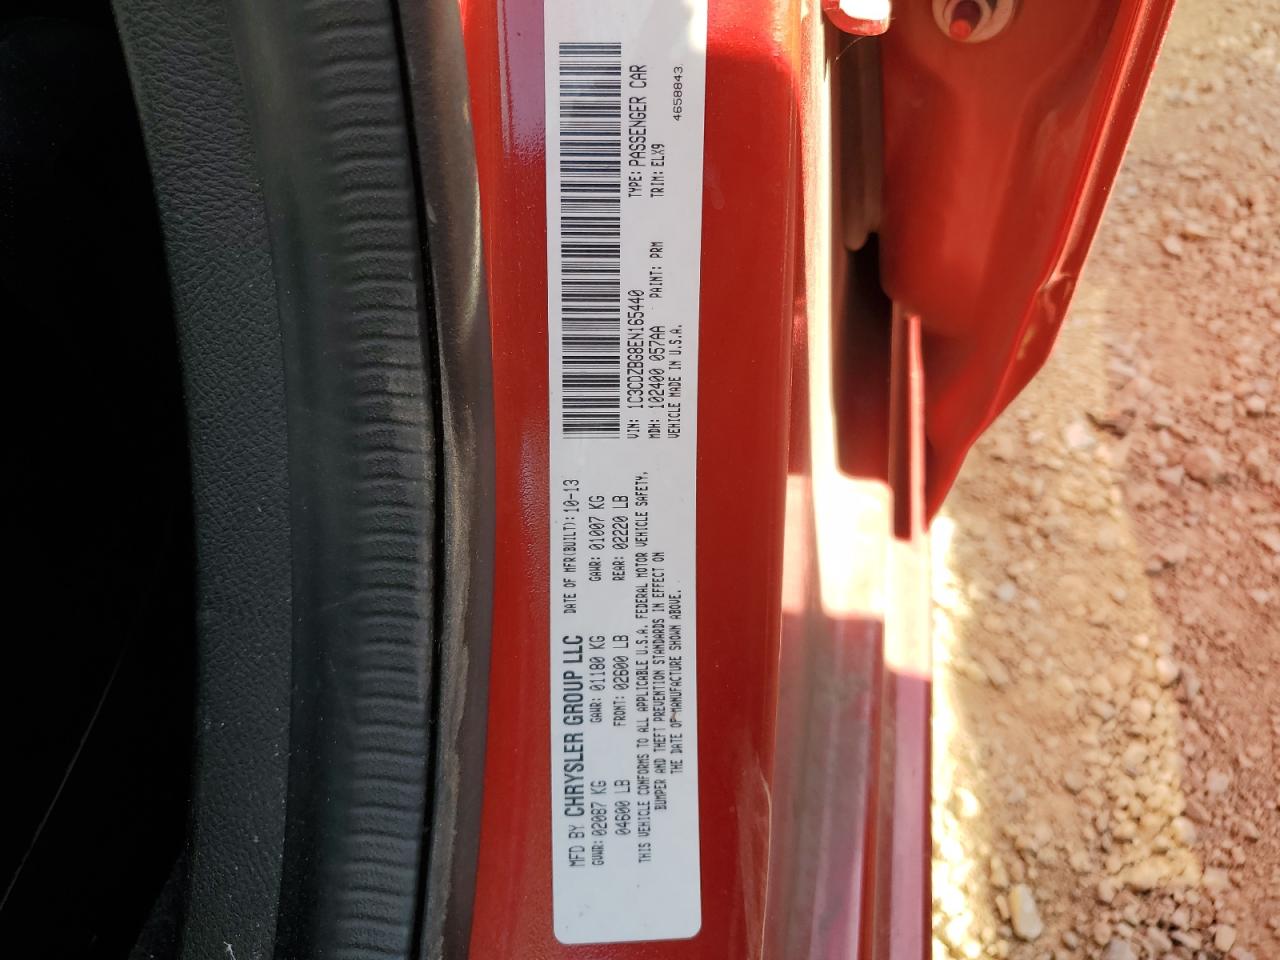 MFD BY CHRYSLER GROUP LLC DATE OF MFR(BUILT): 10-13
GVWR: 02087 KG GAWR: 01180 KG GAWR: 01007 KG
04600 LB FRONT: 02600 LB REAR: 02220 LB
THIS VEHICLE CONFORMS TO ALL APPLICABLE U.S.A. FEDERAL MOTOR VEHICLE SAFETY,
BUMPER AND THEFT PREVENTION STANDARDS IN EFFECT ON
THE DATE OF MANUFACTURE SHOWN ABOVE.
VIN: 1C3CDZBG8EN165440 TYPE: PASSENGER CAR
MDH: 102400 057AA PAINT: PRM TRIM: ELX9
VEHICLE MADE IN U.S.A. 4658843